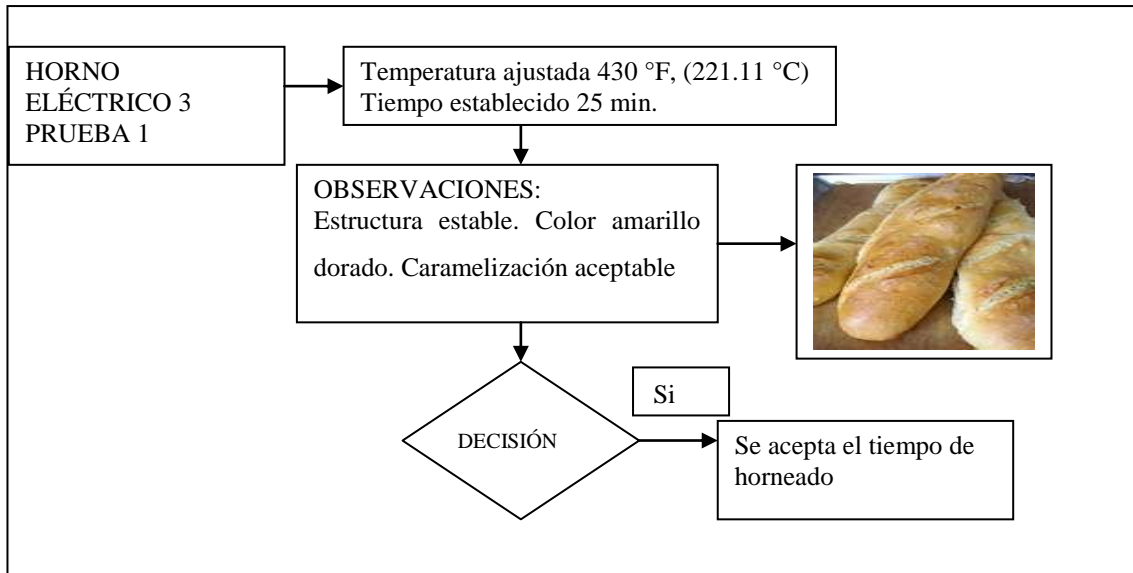 HORNO
ELÉCTRICO 3
PRUEBA 1
Temperatura ajustada 430 °F, (221.11 °C)
Tiempo establecido 25 min.
OBSERVACIONES:
Estructura estable. Color amarillo
dorado. Caramelización aceptable
DECISIÓN
Si
Se acepta el tiempo de
horneado